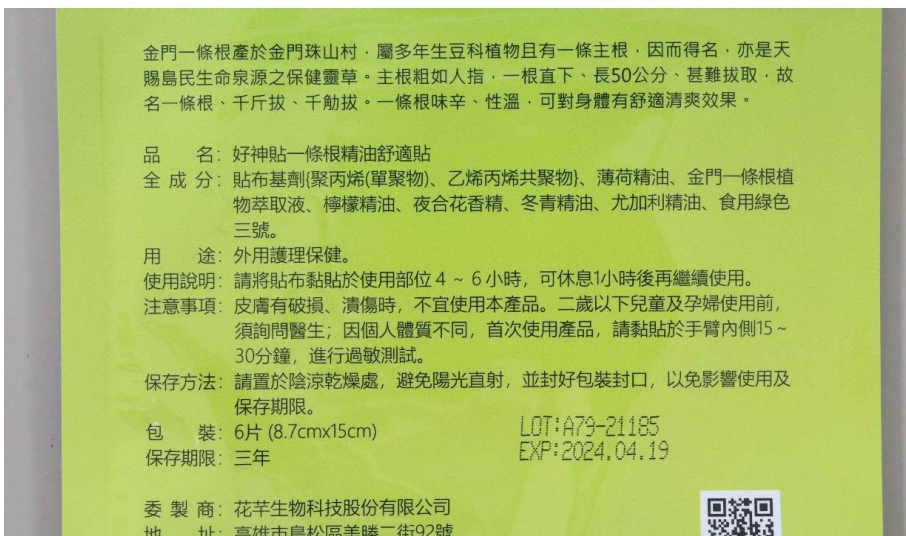 金門一條根產於金門珠山村，屬多年生豆科植物且有一條主根，因而得名，亦是天
賜島民生命泉源之保健靈草。主根粗如人指，一根直下、長50公分、甚難拔取，故
名一條根、千斤拔、千觔拔。一條根味辛、性溫，可對身體有舒適清爽效果。
品 名：好神貼一條根精油舒適貼
全成分：貼布基劑{聚丙烯(單聚物)、乙烯丙烯共聚物}、薄荷精油、金門一條根植
物萃取液、檸檬精油、夜合花香精、冬青精油、尤加利精油、食用綠色
三號。
用 途：外用護理保健。
使用說明：請將貼布黏貼於使用部位4 ~ 6小時，可休息1小時後再繼續使用。
注意事項：皮膚有破損、潰傷時，不宜使用本產品。二歲以下兒童及孕婦使用前，
須詢問醫生；因個人體質不同，首次使用產品，請黏貼於手臂內側15 ~
30分鐘，進行過敏測試。
保存方法：請置於陰涼乾燥處，避免陽光直射，並封好包裝封口，以免影響使用及
保存期限。
包 裝：6片 (8.7cmx15cm)
LOT:A79-21185
保存期限：三年
EXP:2024.04.19
委製商：花芊生物科技股份有限公司
地 址：高雄市鳥松區美勝二街92號